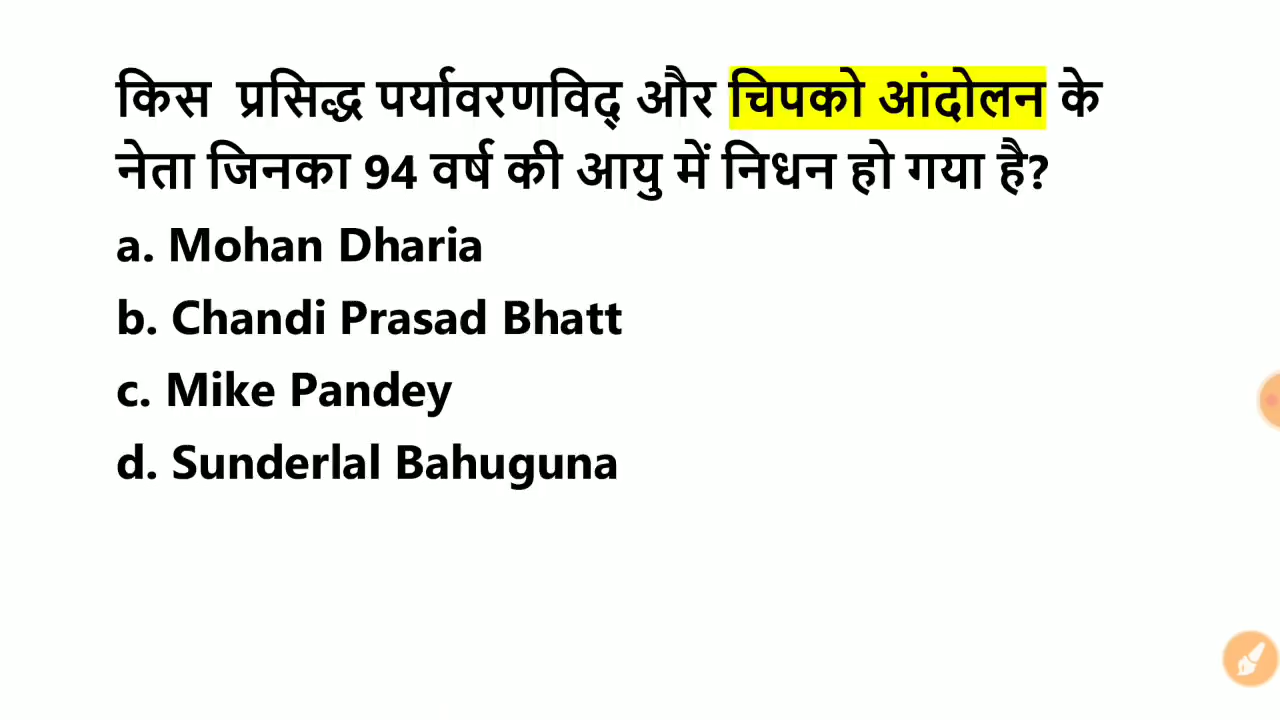 किस प्रसिद्ध पर्यावरणविद् और चिपको आंदोलन के
नेता जिनका 94 वर्ष की आयु में निधन हो गया है?
a. Mohan Dharia
b. Chandi Prasad Bhatt
c. Mike Pandey
d. Sunderlal Bahuguna